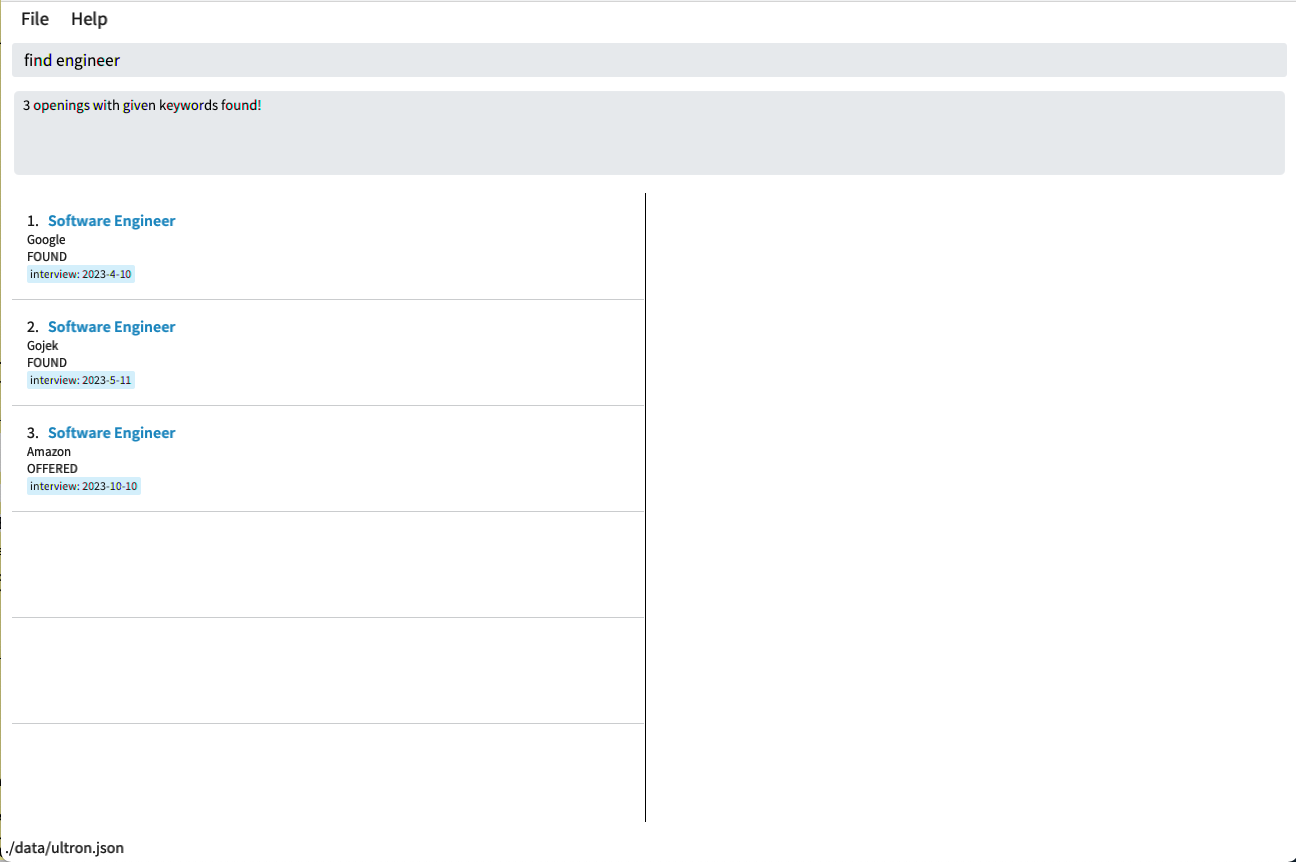 File Help
find engineer
3 openings with given keywords found!
1. Software Engineer
Google
FOUND
interview: 2023-4-10
2. Software Engineer
Gojek
FOUND
interview: 2023-5-11
3. Software Engineer
Amazon
OFFERED
interview: 2023-10-10
./data/ultron.json